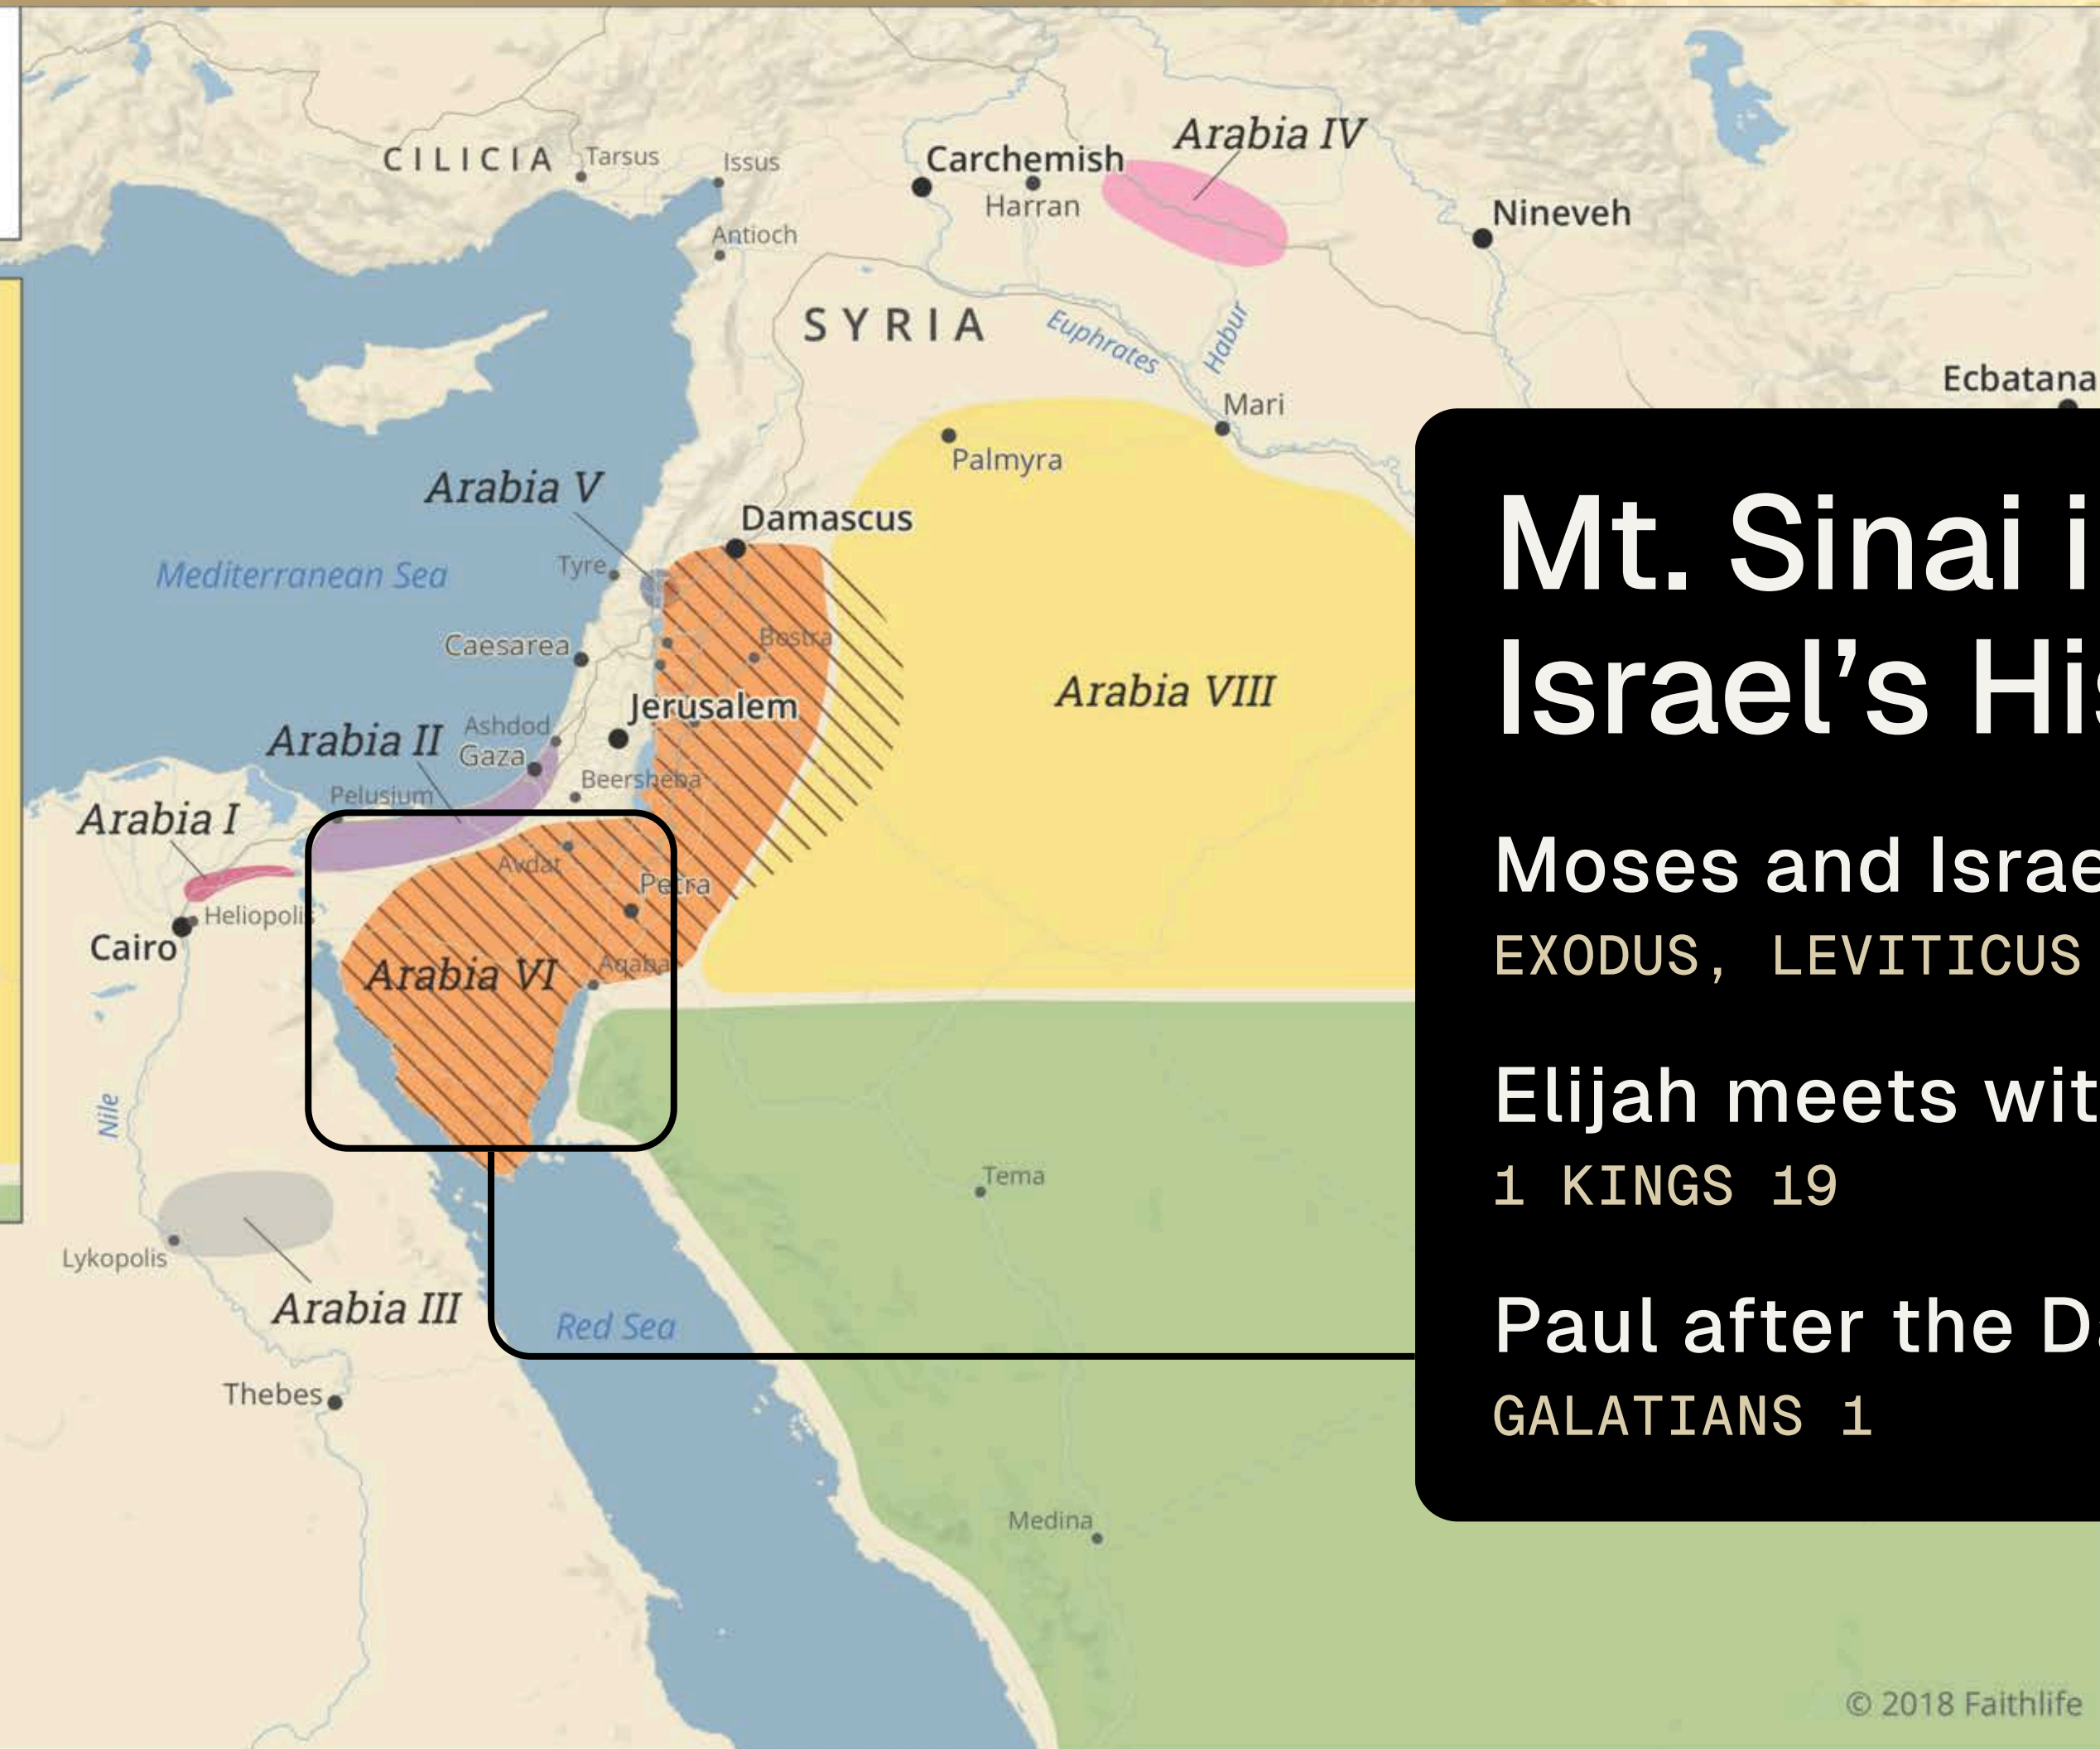 Arabia IV
CILICIA
Tarsus
Issus
Carchemish
Harran
Nineveh
Antioch
SYRIA
Euphrates
Habur
Ecbatana
Mari
Palmyra
Arabia V
Damascus
Mediterranean Sea
Tyre
Bostra
Caesarea
Arabia VIII
Jerusalem
Ashdod
Arabia II
Gaza
Beersheba
Pelusium
Arabia I
Avdat
Petra
Heliopolis
Cairo
Aqaba
Arabia VI
Nile
Tema
Lykopolis
Arabia III
Red Sea
Thebes
Medina
Mt. Sinai i
Israel’s His
Moses and Israe
EXODUS, LEVITICUS
Elijah meets wit
1 KINGS 19
Paul after the Da
GALATIANS 1
© 2018 Faithlife